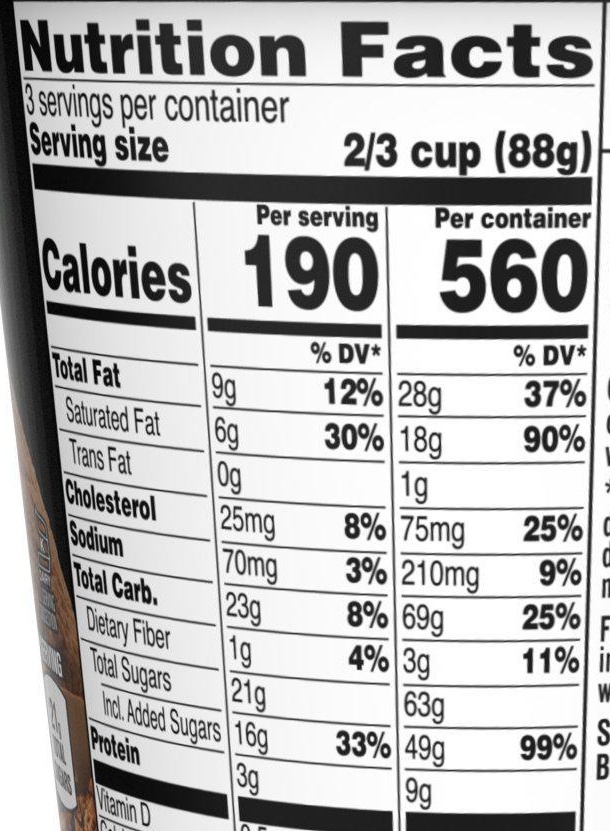 Nutrition Facts
3 servings per container
Serving size 2/3 cup (88g)
Per serving Per container
Calories 190 560
% DV* % DV*
Total Fat 9g 12% 28g 37%
Saturated Fat 6g 30% 18g 90%
Trans Fat 0g 1g
Cholesterol 25mg 8% 75mg 25%
Sodium 70mg 3% 210mg 9%
Total Carb. 23g 8% 69g 25%
Dietary Fiber 1g 4% 3g 11%
Total Sugars 21g 63g
Incl. Added Sugars 16g 33% 49g 99%
Protein 3g 9g
Vitamin D